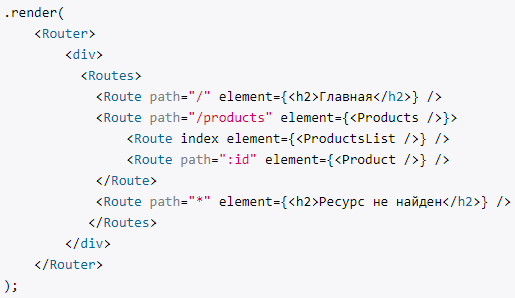 .render(
    <Router>
        <div>
          <Routes>
            <Route path="/" element={<h2>Главная</h2>} />
            <Route path="/products" element={<Products />}>
                <Route index element={<ProductsList />} />
                <Route path=":id" element={<Product />} />
            </Route>
            <Route path="*" element={<h2>Ресурс не найден</h2>} />
           </Routes>
        </div>
    </Router>
);